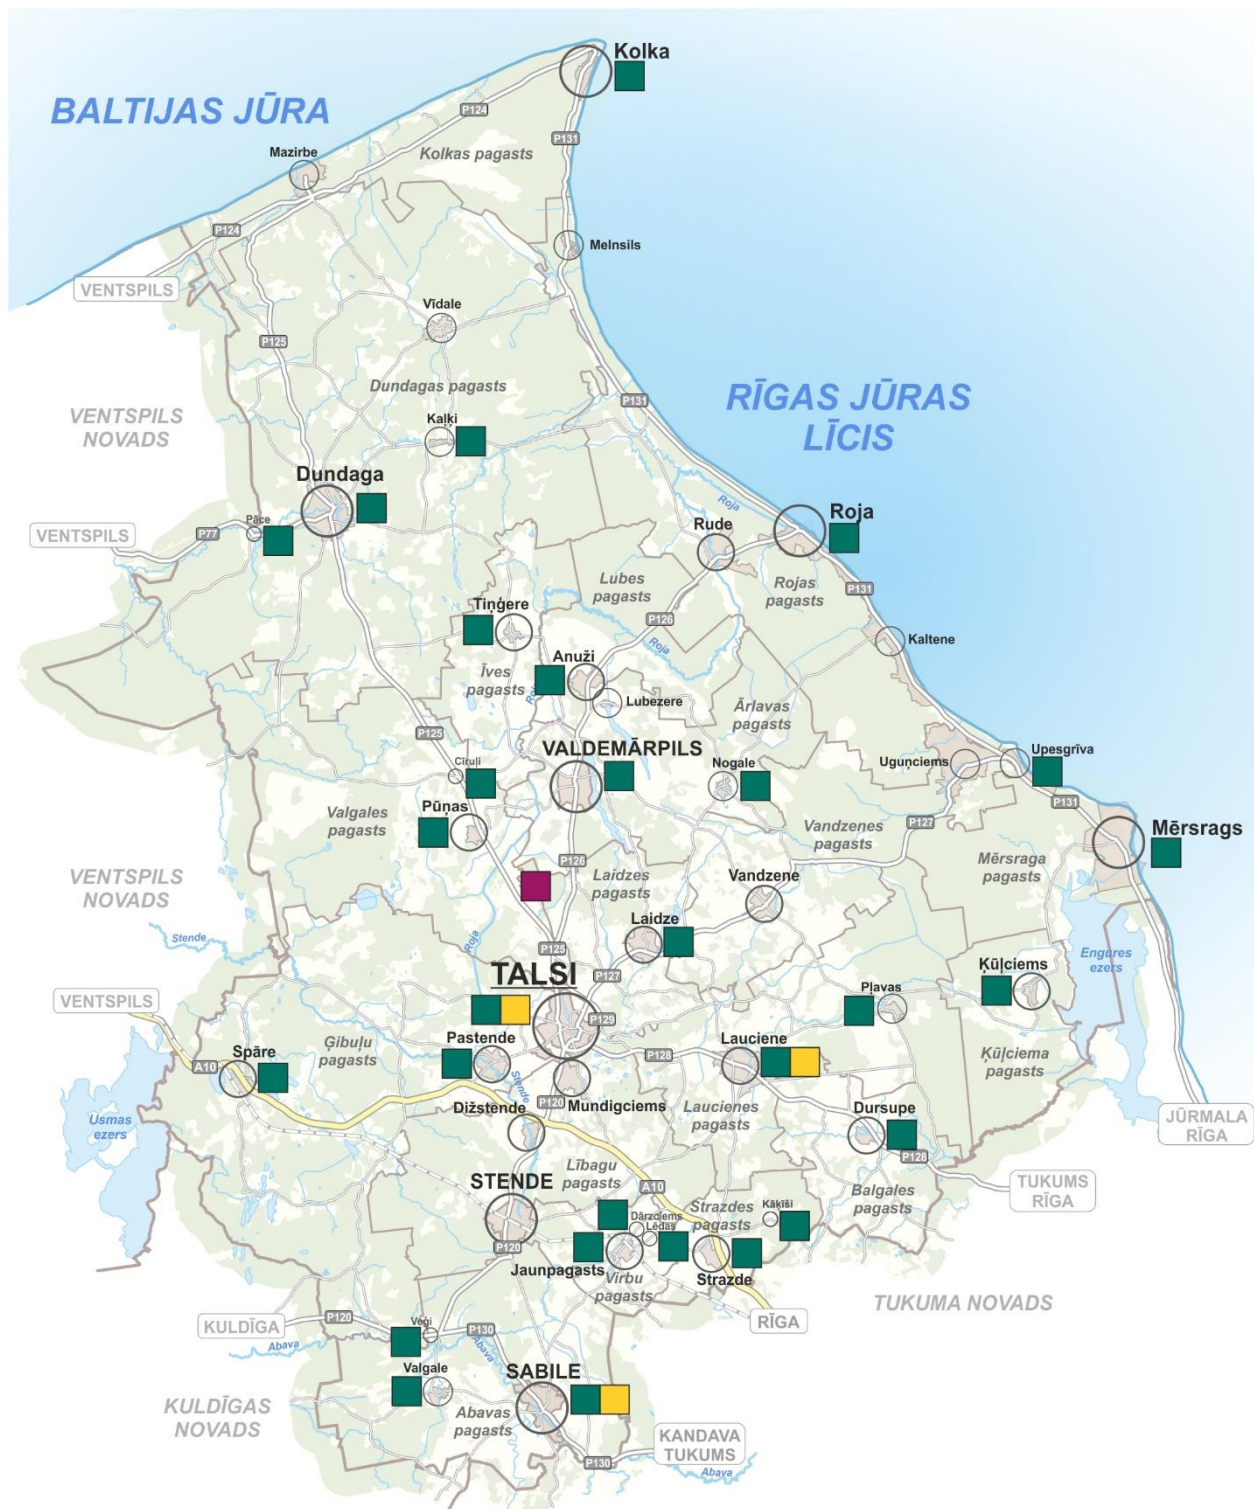 Kolka
BALTIJAS JŪRA
P124
P131
Mazirbe
Kolkas pagasts
P124
Melnsils
VENTSPILS
Vīdale
P125
Dundagas pagasts
P131
RĪGAS JŪRAS
LĪCIS
VENTSPILS
NOVADS
Kaļķi
Dundaga
Roja
Roja
Pāce
Rude
VENTSPILS
P77
Lubes
pagasts
Rojas
pagasts
P131
Tiņģere
P126
Kaltene
Anuži
Roja
Īves
pagasts
Lubezere
Ārlavas
pagasts
P125
VALDEMĀRPILS
Upesgrīva
Cīruļi
Nogale
Uguņciems
Pūņas
P131
Valgales
pagasts
Vandzenes
pagasts
P127
Mērsrags
P126
Mērsraga
pagasts
Laidzes
pagasts
VENTSPILS
NOVADS
Vandzene
Laidze
Stende
Roja
P125
Engures
ezers
TALSI
P127
Ķūļciems
VENTSPILS
Pļavas
P129
Ģibuļu
pagasts
Pastende
Lauciene
Spāre
P128
Ķūļciema
pagasts
A10
Stende
P120
Mundigciems
Usmas
ezers
Dižstende
Laucienes
pagasts
Dursupe
JŪRMALA
RĪGA
P128
Lībagu
pagasts
STENDE
A10
TUKUMS
RĪGA
Balgales
pagasts
Strazdes
pagasts
Kāķīši
Dārzciems
Lēdas
P120
Jaunpagasts
Strazde
Virbu
pagasts
TUKUMA NOVADS
KULDĪGA
P120
Veģi
P130
RĪGA
Abava
Abava
Valgale
SABILE
KULDĪGAS
NOVADS
Abavas
pagasts
KANDAVA
TUKUMS
P130
Abava